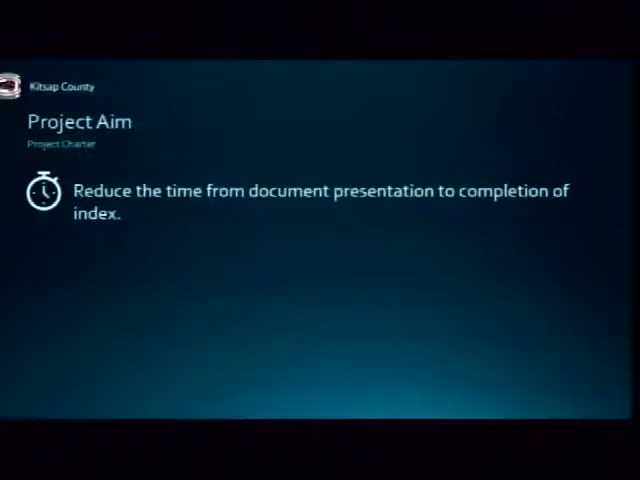 Kitsap County
Project Aim
Project Charter
Reduce the time from document presentation to completion of
index.